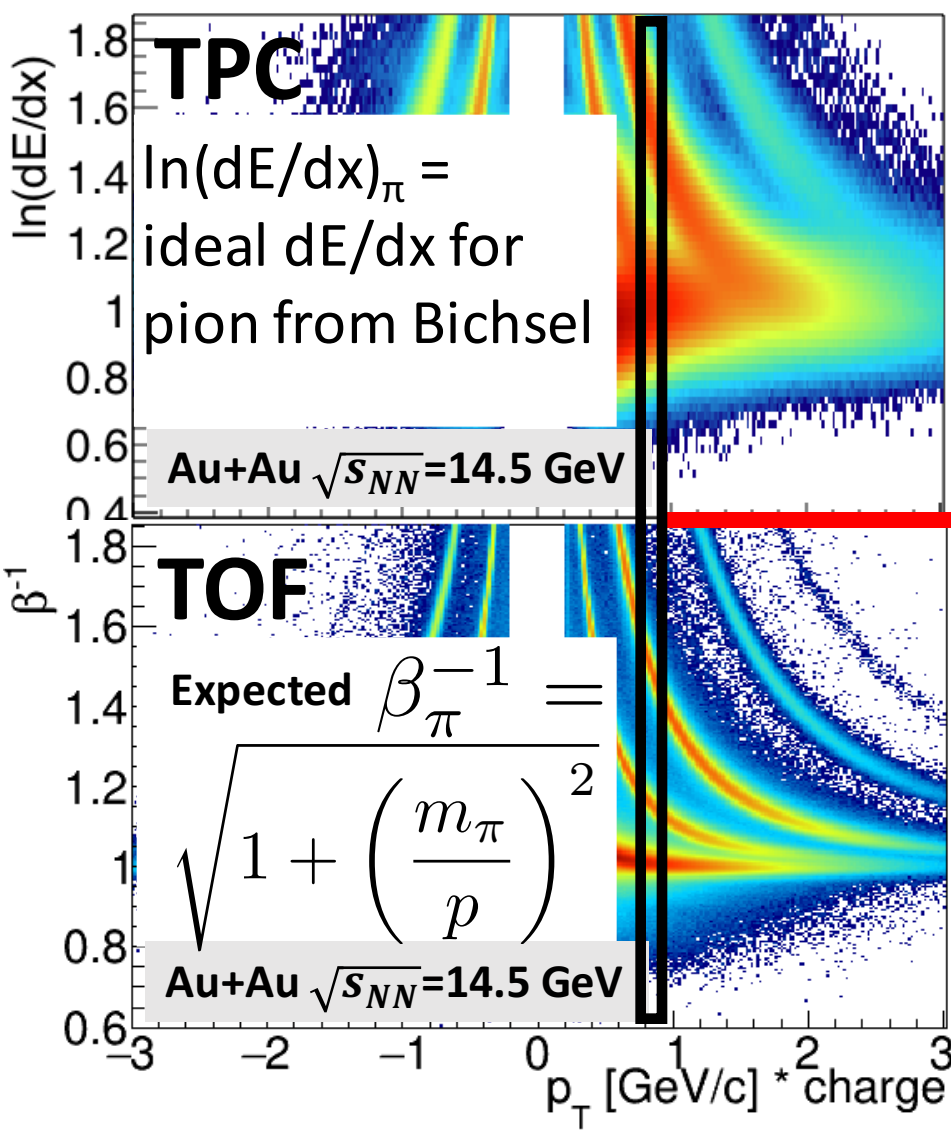 TPC
ln(dE/dx)
1.8
1.6
1.4
1.2
1
0.8
0.6
0.4
ln(dE/dx)π =
ideal dE/dx for
pion from Bichsel
Au+Au √sNN=14.5 GeV
TOF
β-1
1.8
1.6
1.4
1.2
1
0.8
0.6
Expected βπ−1 =
√1 + (mπ/p)2
Au+Au √sNN=14.5 GeV
−3 −2 −1 0 1 2 3
pT [GeV/c] * charge